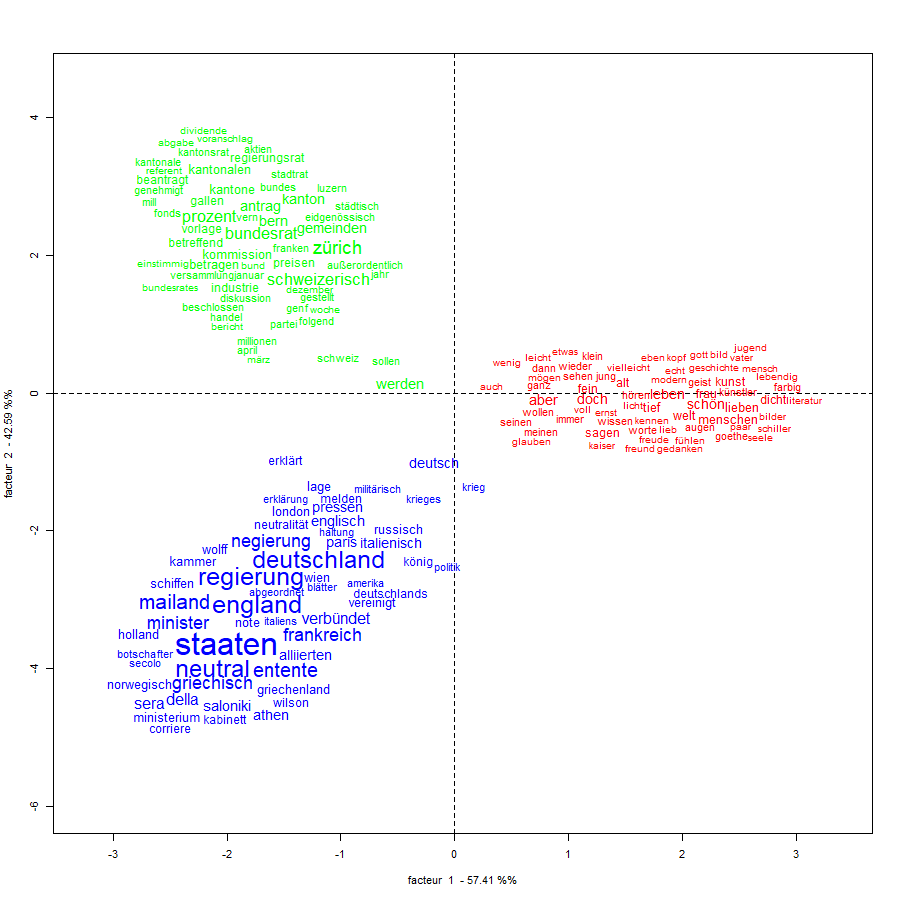 4
2
0
-2
-4
-6
facteur 2 - 42.59 %%
dividende
voranschlag
abgabe
aktien
kantonsrat
regierungsrat
kantonale
referent
kantonalen
stadtrat
beantragt
genehmigt
kantone
bundes
luzern
mill
gallen
antrag
kanton
städtisch
fonds
prozent
vern
bern
eidgenössisch
vorlage
bundesrat
gemeinden
betreffend
kommission
franken
zürich
einstimmig
betragen
bund
preisen
außerordentlich
versammlung
januar
schweizerisch
jahr
bundesrates
industrie
dezember
diskussion
gestellt
beschlossen
genf
woche
handel
bericht
partei
folgend
millionen
april
märz
schweiz
sollen
werden
jugend
etwas
wenig
leicht
klein
eben
kopf
gott
bild
vater
dann
wieder
vielleicht
echt
geschichte
mensch
mögen
sehen
jung
alt
modern
geist
kunst
lebendig
auch
ganz
fein
hören
leben
frau
künstler
farbig
aber
doch
licht
tief
schön
lieben
dicht
literatur
wollen
voll
ernst
welt
menschen
bilder
seinen
immer
wissen
kennen
augen
paar
schiller
meinen
sagen
worte
lieb
goethe
seele
glauben
kaiser
freude
fühlen
freund
gedanken
erklärt
deutsch
lage
militärisch
krieg
erklärung
melden
krieges
london
pressen
neutralität
englisch
haltung
russisch
negierung
paris
italienisch
wolff
kammer
deutschland
könig
politik
schiffen
regierung
wien
blätter
amerika
abgeordnet
deutschlands
mailand
england
vereinigt
minister
note
italiens
verbündet
holland
staaten
frankreich
botschafter
secolo
alliierten
neutral
entente
norwegisch
griechisch
griechenland
sera
della
saloniki
wilson
ministerium
kabinett
athen
corriere
-3
-2
-1
0
1
2
3
facteur 1 - 57.41 %%